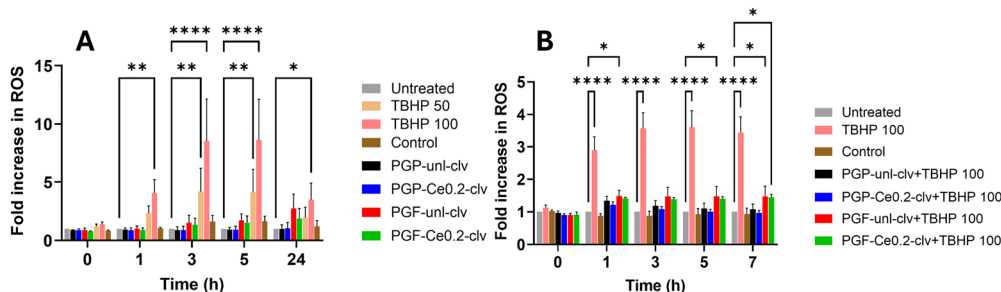 A
**** ****
** ** ** *
Fold increase in ROS
15
10
5
0
0 1 3 5 24
Time (h)
Untreated
TBHP 50
TBHP 100
Control
PGP-unl-clv
PGP-Ce0.2-clv
PGF-unl-clv
PGF-Ce0.2-clv
B
*
* * *
**** **** **** ****
Fold increase in ROS
5
4
3
2
1
0
0 1 3 5 7
Time (h)
Untreated
TBHP 100
Control
PGP-unl-clv+TBHP 100
PGP-Ce0.2-clv+TBHP 100
PGF-unl-clv+TBHP 100
PGF-Ce0.2-clv+TBHP 100